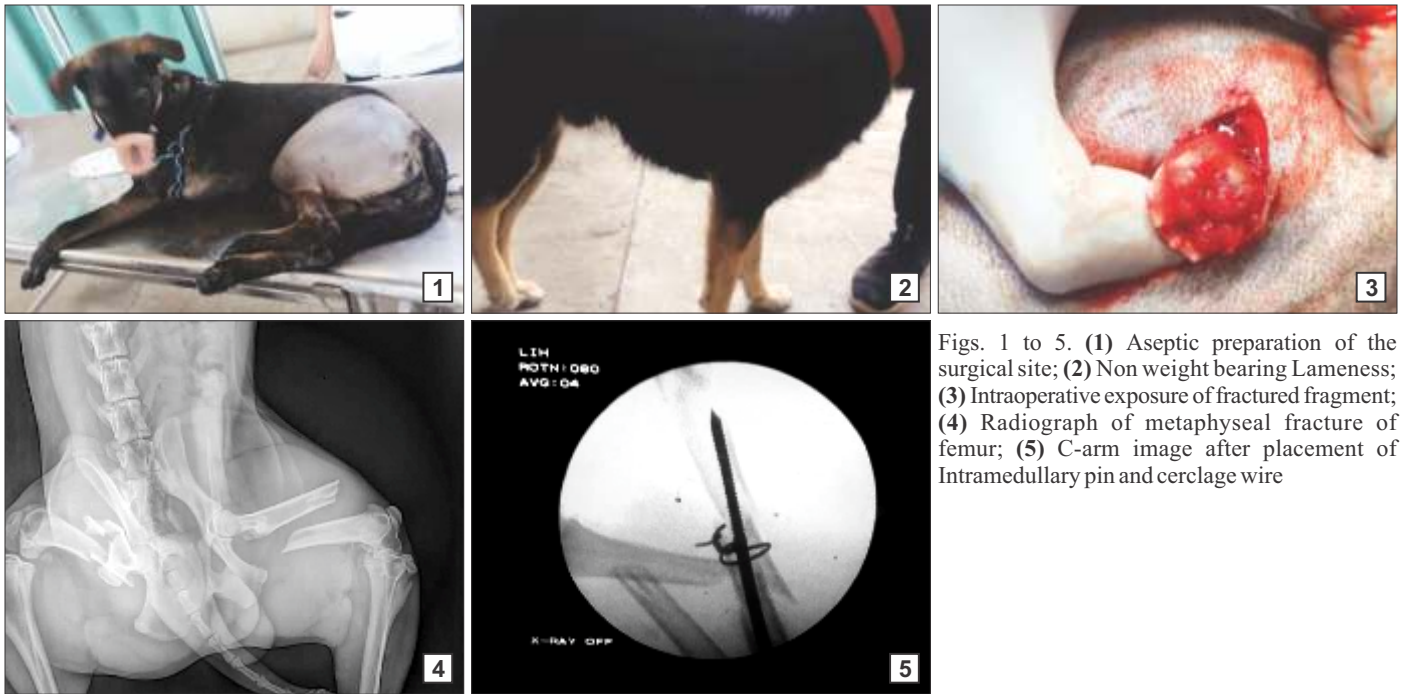 1
2
3
4
LIH
ROTN:080
AVG:04
X-RAY OFF
5
Figs. 1 to 5. (1) Aseptic preparation of the
surgical site; (2) Non weight bearing Lameness;
(3) Intraoperative exposure of fractured fragment;
(4) Radiograph of metaphyseal fracture of
femur; (5) C-arm image after placement of
Intramedullary pin and cerclage wire